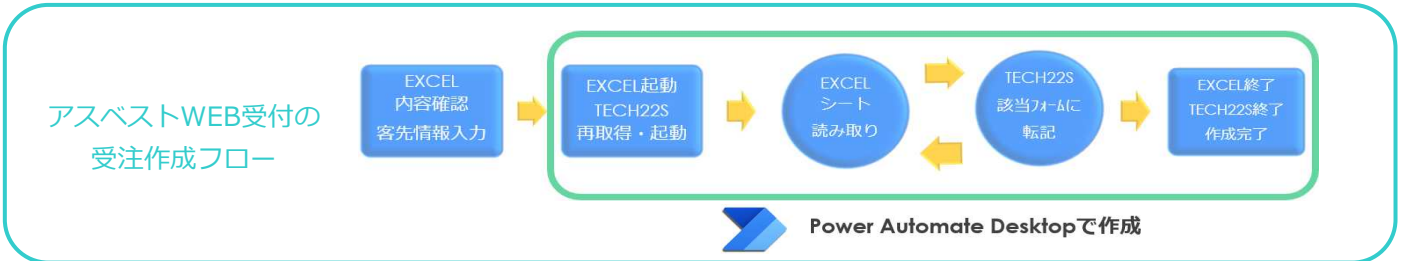 アスベストWEB受付の
受注作成フロー
EXCEL
内容確認
客先情報入力
EXCEL起動
TECH22S
再取得・起動
EXCEL
シート
読み取り
TECH22S
該当フォームに
転記
EXCEL終了
TECH22S終了
作成完了
Power Automate Desktopで作成